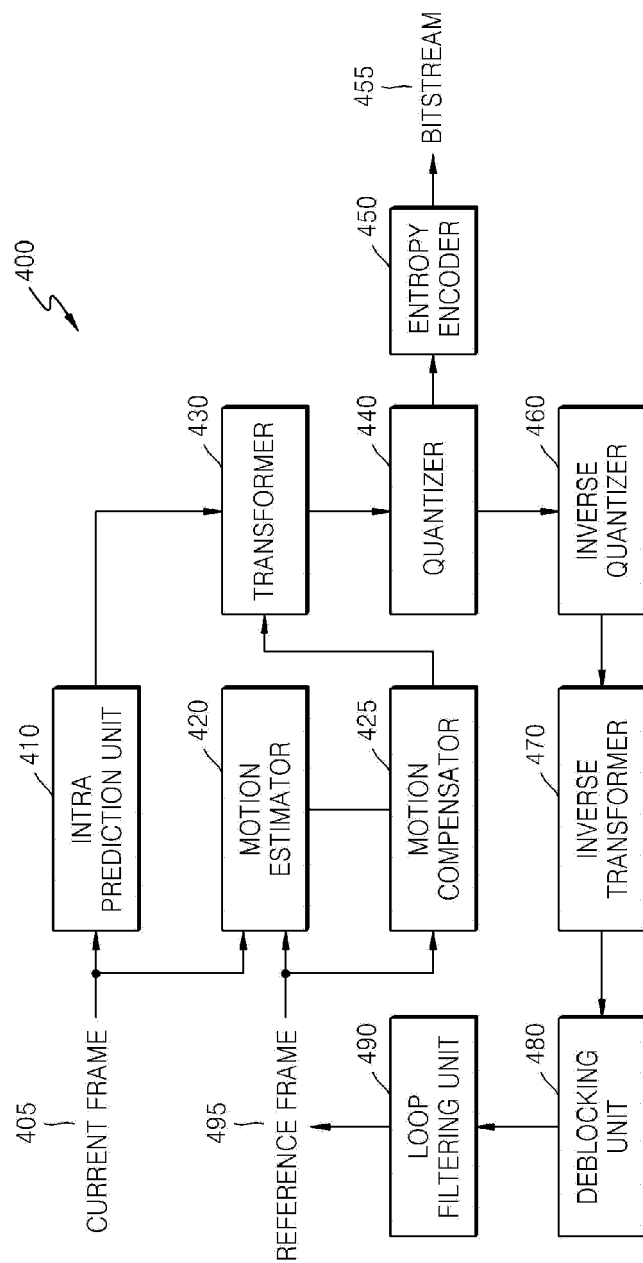 400
405
CURRENT FRAME
410
INTRA
PREDICTION UNIT
430
TRANSFORMER
420
MOTION
ESTIMATOR
495
REFERENCE FRAME
425
MOTION
COMPENSATOR
440
QUANTIZER
450
ENTROPY
ENCODER
455
BITSTREAM
490
LOOP
FILTERING UNIT
480
DEBLOCKING
UNIT
470
INVERSE
TRANSFORMER
460
INVERSE
QUANTIZER